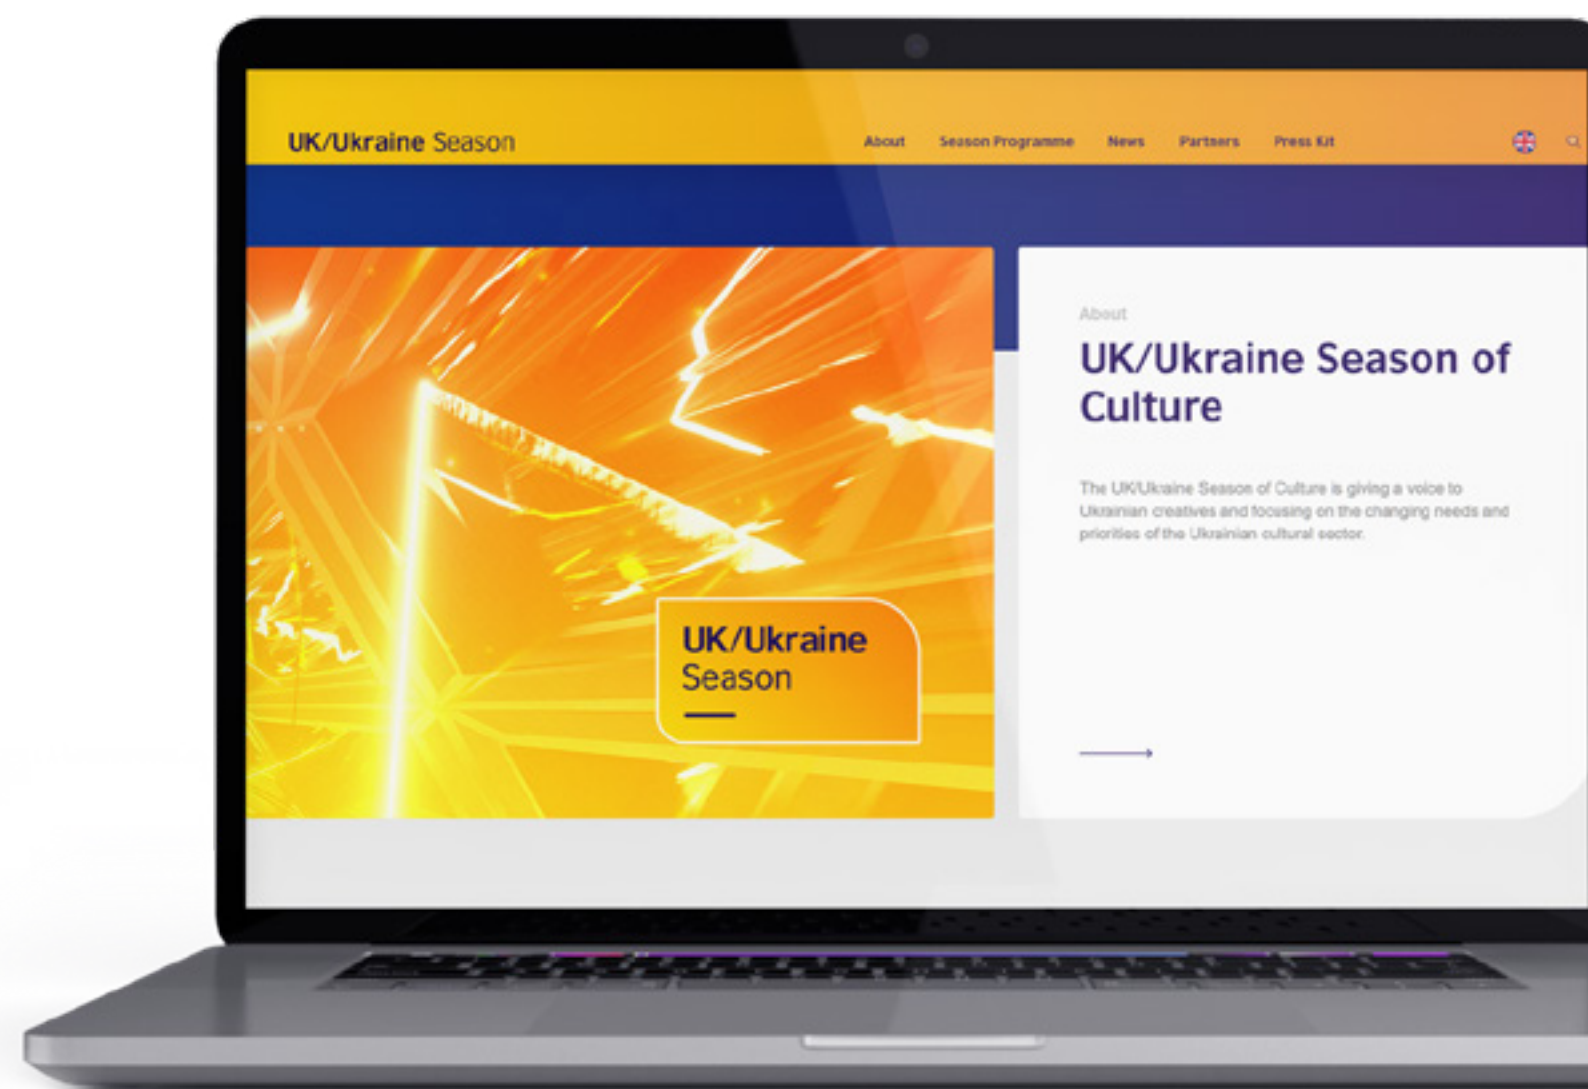 UK/Ukraine Season
About Season Programme News Partners Press Kit
UK/Ukraine
Season
About
UK/Ukraine Season of
Culture
The UK/Ukraine Season of Culture is giving a voice to
Ukrainian creatives and focusing on the changing needs and
priorities of the Ukrainian cultural sector.